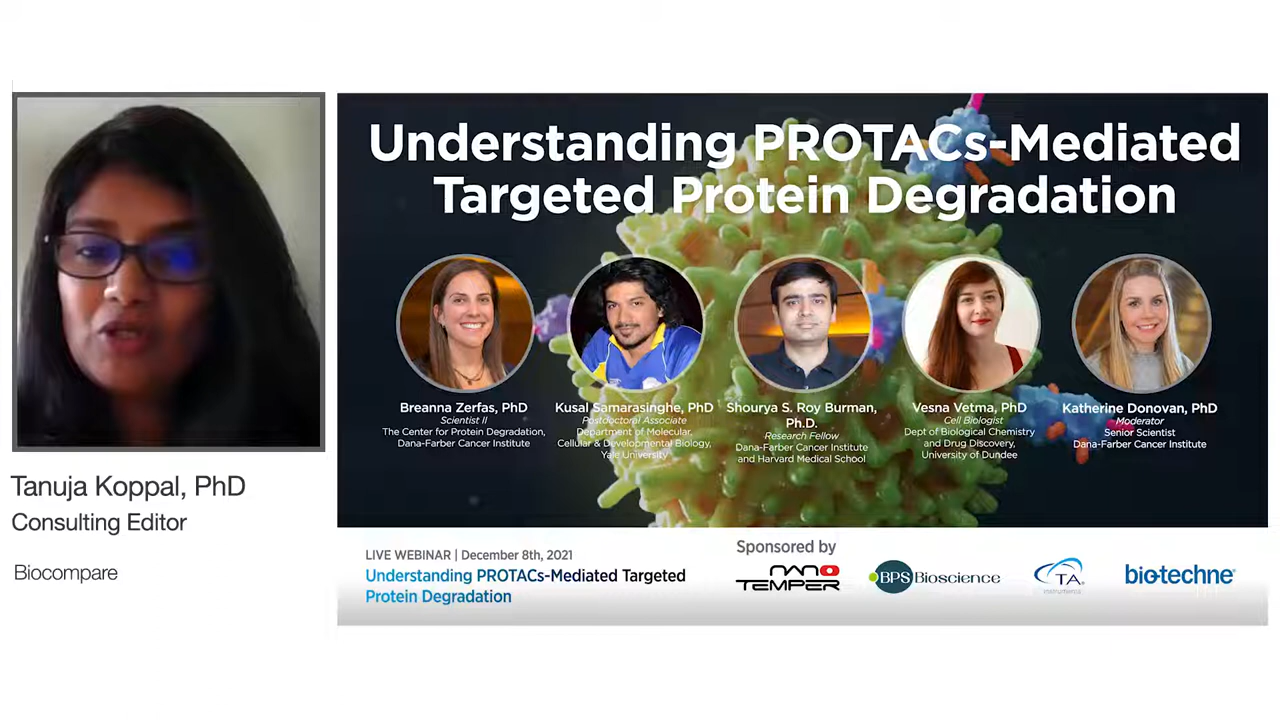 Understanding PROTACs-Mediated
Targeted Protein Degradation
Breanna Zerfas, PhD
Scientist II
The Center for Protein Degradation,
Dana-Farber Cancer Institute
Kusal Samarasinghe, PhD
Postdoctoral Associate
Department of Molecular,
Cellular & Developmental Biology,
Yale University
Shourya S. Roy Burman,
Ph.D.
Research Fellow
Dana-Farber Cancer Institute
and Harvard Medical School
Vesna Vetma, PhD
Cell Biologist
Dept of Biological Chemistry
and Drug Discovery,
University of Dundee
Katherine Donovan, PhD
Moderator
Senior Scientist
Dana-Farber Cancer Institute
Tanuja Koppal, PhD
Consulting Editor
Biocompare
LIVE WEBINAR | December 8th, 2021
Understanding PROTACs-Mediated Targeted
Protein Degradation
Sponsored by
NANO
TEMPER
BPS Bioscience
TA
instruments
bio-techne